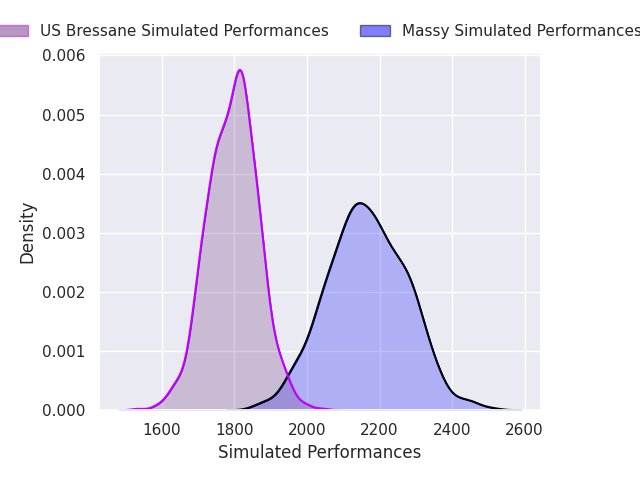 US Bressane Simulated Performances
Massy Simulated Performances
0.006
0.005
0.004
0.003
0.002
0.001
0.000
Density
1600 1800 2000 2200 2400 2600
Simulated Performances